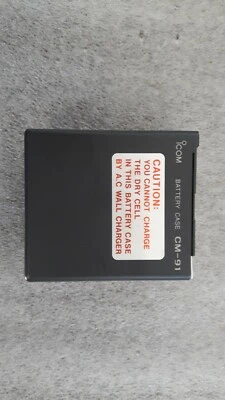 ICOM BATTERY CASE CM-91
CAUTION:
YOU CANNOT CHARGE
THE DRY CELL
IN THIS BATTERY CASE
BY A.C WALL CHARGER